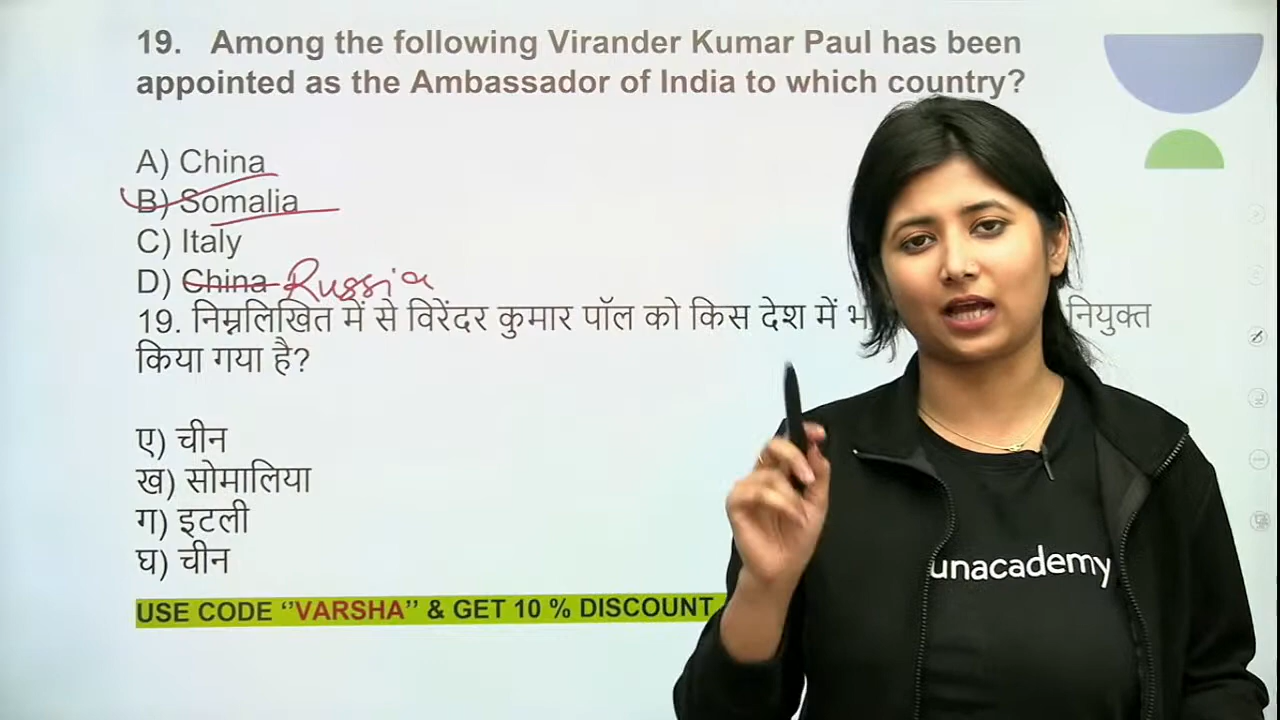 19. Among the following Virander Kumar Paul has been
appointed as the Ambassador of India to which country?
A) China
B) Somalia
C) Italy
D) China Russia
19. निम्नलिखित में से विरेंदर कुमार पॉल को किस देश में भ नियुक्त
किया गया है?
ए) चीन
ख) सोमालिया
ग) इटली
घ) चीन
USE CODE ‘’VARSHA’’ & GET 10 % DISCOUNT
unacademy